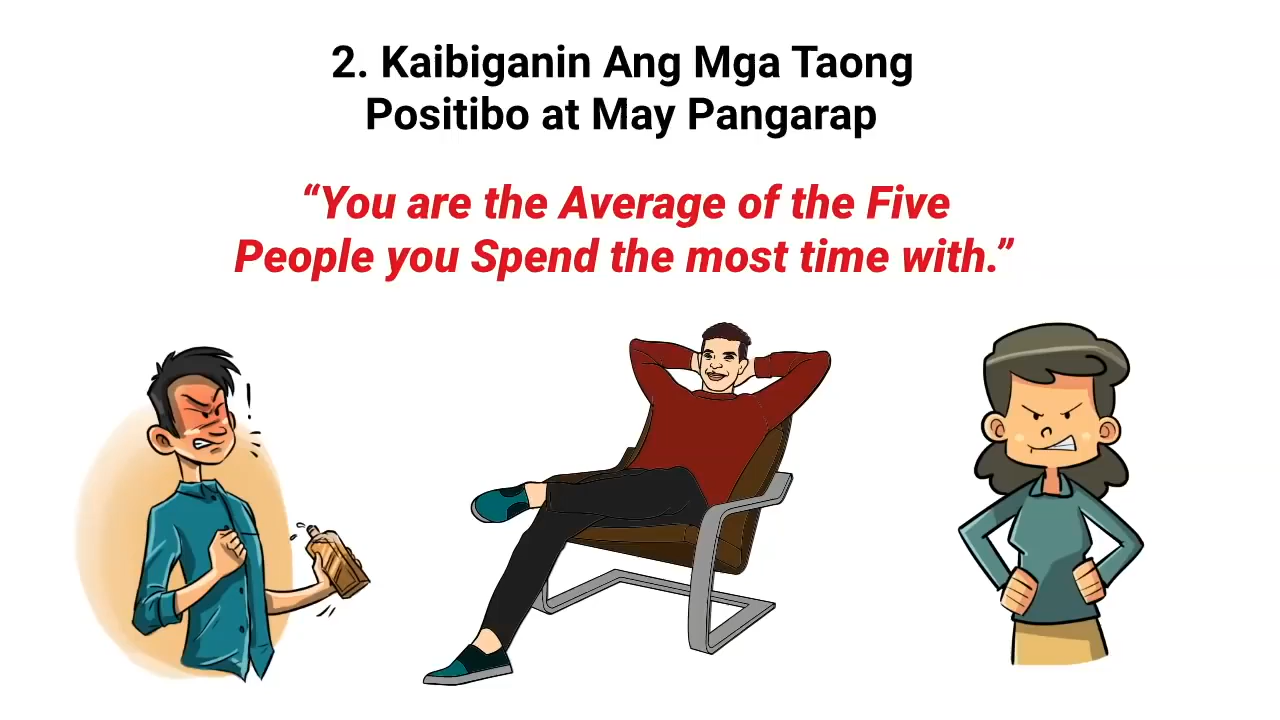 2. Kaibiganin Ang Mga Taong
Positibo at May Pangarap
“You are the Average of the Five
People you Spend the most time with.”